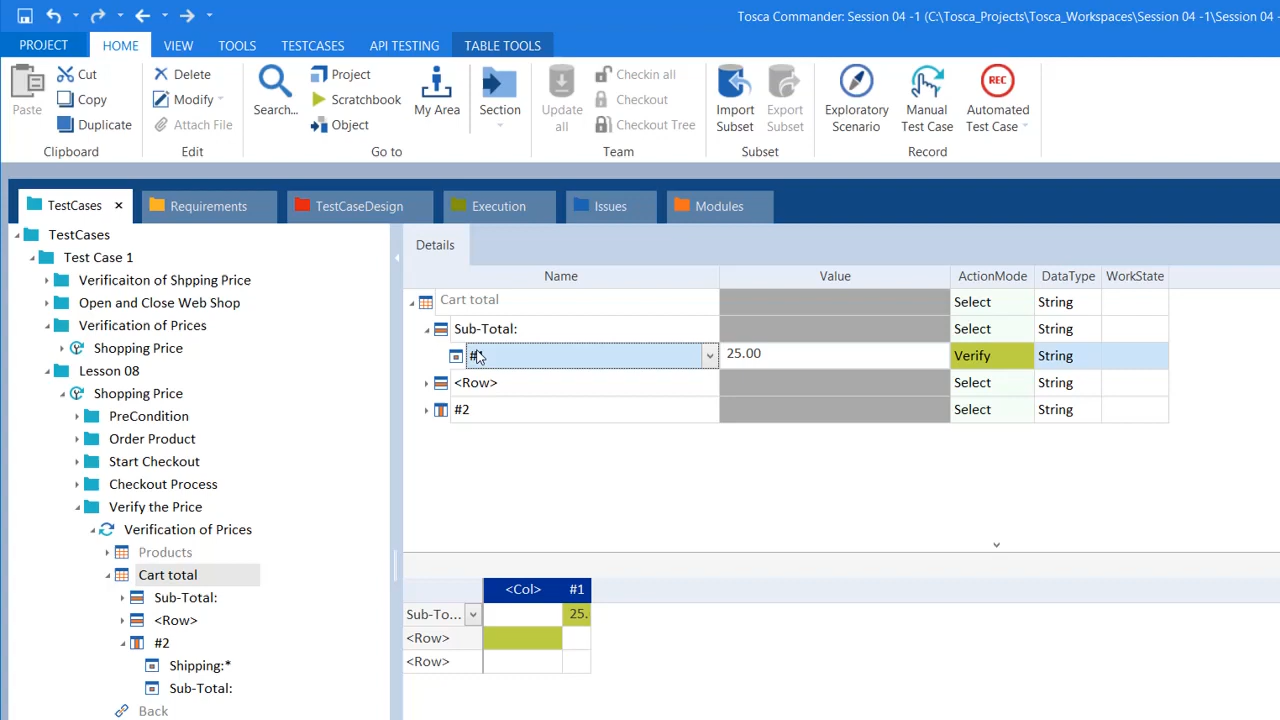 Tosca Commander: Session 04 -1 (C:\Tosca_Projects\Tosca_Workspaces\Session 04 -1\Session 04 -1
PROJECT HOME VIEW TOOLS TESTCASES API TESTING TABLE TOOLS
Paste
Cut
Copy
Duplicate
Clipboard
Delete
Modify
Attach File
Edit
Search...
Project
Scratchbook
Object
My Area
Section
Go to
Update all
Checkin all
Checkout
Checkout Tree
Team
Import Subset
Export Subset
Subset
Exploratory Scenario
Manual Test Case
REC
Automated Test Case
Record
TestCases × Requirements TestCaseDesign Execution Issues Modules
TestCases
Test Case 1
Verificaiton of Shpping Price
Open and Close Web Shop
Verification of Prices
Shopping Price
Lesson 08
Shopping Price
PreCondition
Order Product
Start Checkout
Checkout Process
Verify the Price
Verification of Prices
Products
Cart total
Sub-Total:
<Row>
#2
Shipping:*
Sub-Total:
Back
Details
Name Value ActionMode DataType WorkState
Cart total Select String
Sub-Total: Select String
25.00 Verify String
<Row> Select String
#2 Select String
<Col> #1
Sub-To... 25.
<Row>
<Row>